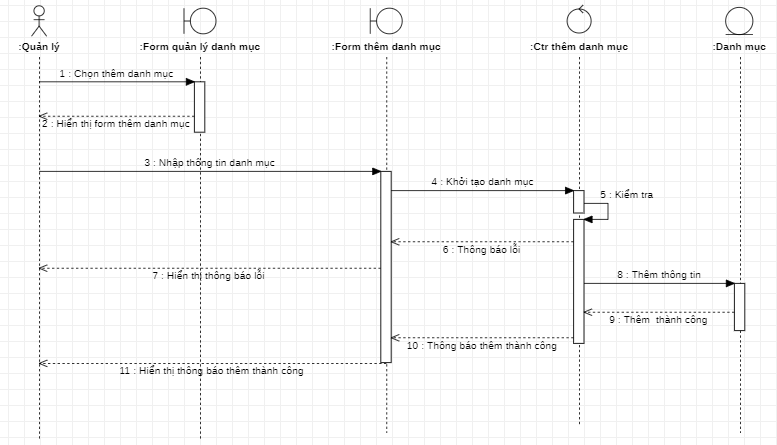 :Quản lý
:Form quản lý danh mục
:Form thêm danh mục
:Ctr thêm danh mục
:Danh mục
1 : Chọn thêm danh mục
2 : Hiển thị form thêm danh mục
3 : Nhập thông tin danh mục
4 : Khởi tạo danh mục
5 : Kiểm tra
6 : Thông báo lỗi
7 : Hiển thị thông báo lỗi
8 : Thêm thông tin
9 : Thêm  thành công
10 : Thông báo thêm thành công
11 : Hiển thị thông báo thêm thành công